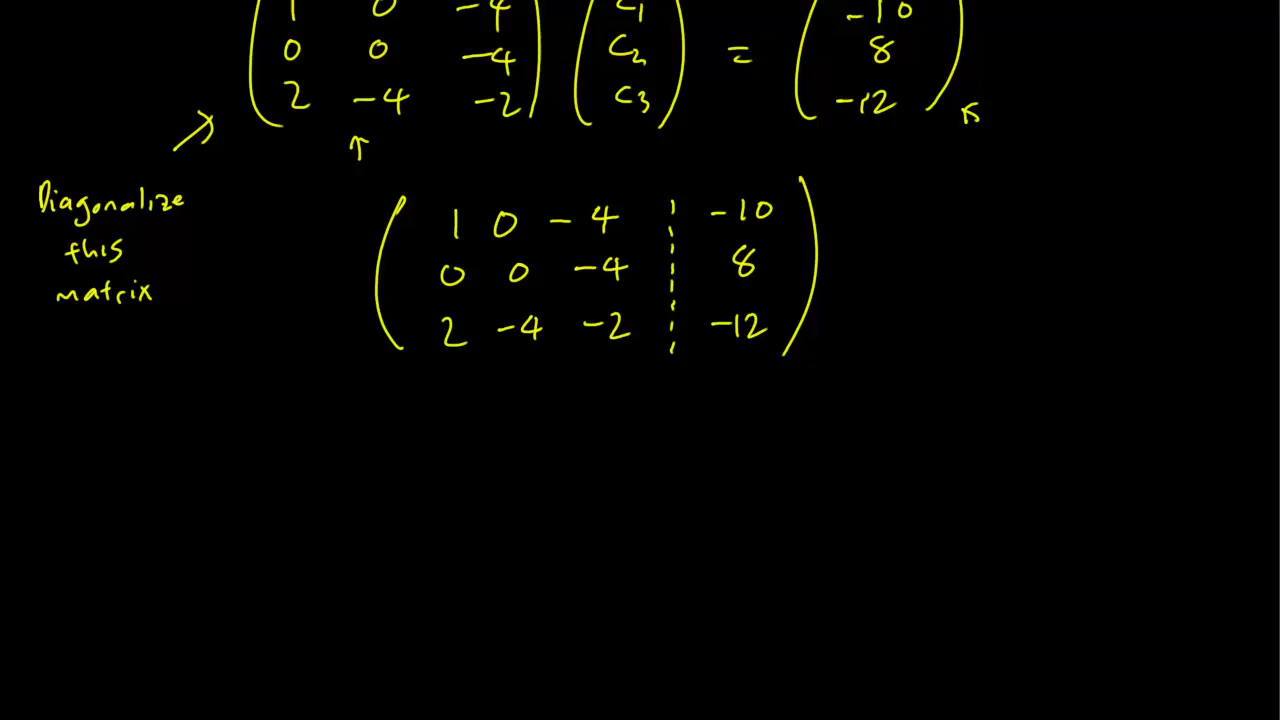 1 0 -4 C1 -10
0 0 -4 C2 = 8
2 -4 -2 C3 -12
Diagonalize
this
matrix
1 0 -4 -10
0 0 -4 8
2 -4 -2 -12